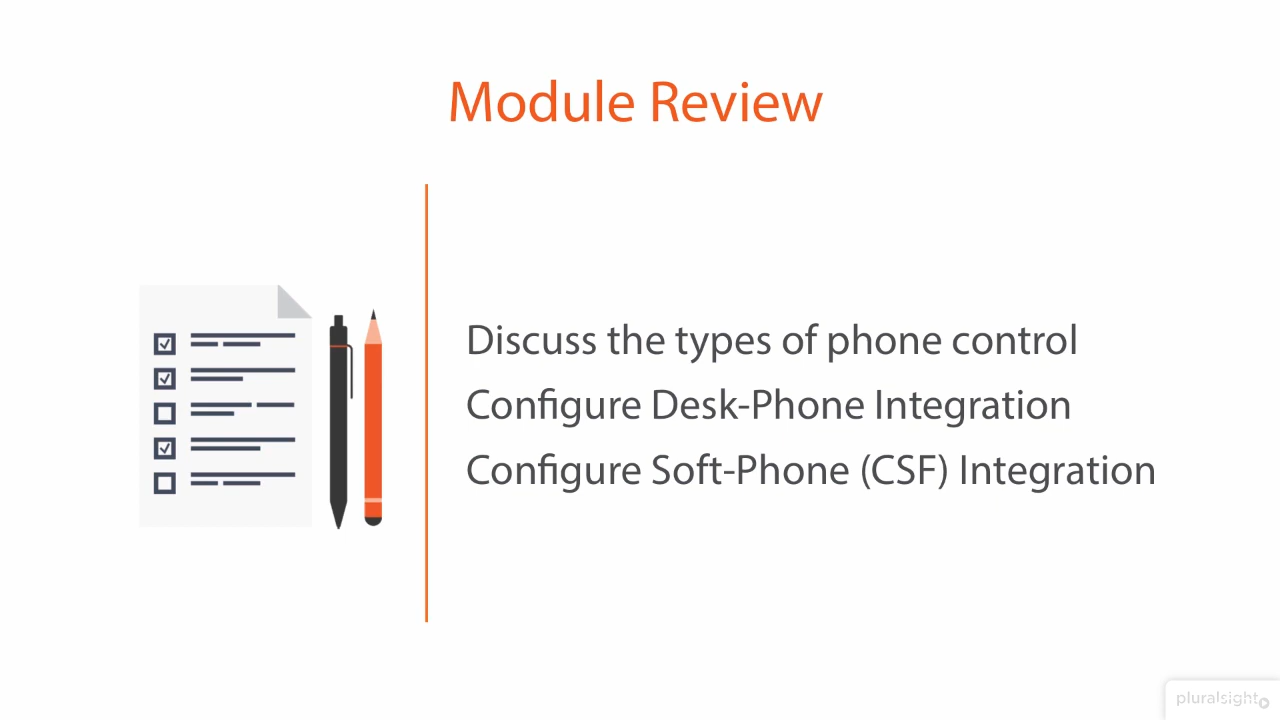 Module Review
Discuss the types of phone control
Configure Desk-Phone Integration
Configure Soft-Phone (CSF) Integration
pluralsight